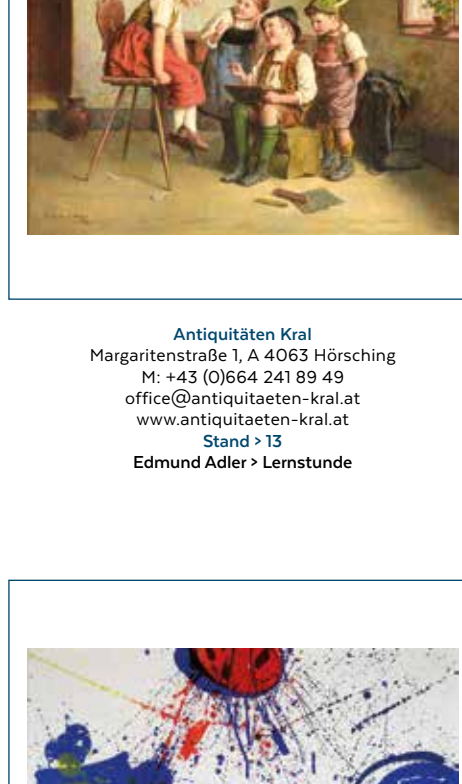 Antiquitäten Kral
Margaritenstraße 1, A 4063 Hörsching
M: +43 (0)664 241 89 49
office@antiquitaeten-kral.at
www.antiquitaeten-kral.at
Stand > 13
Edmund Adler > Lernstunde